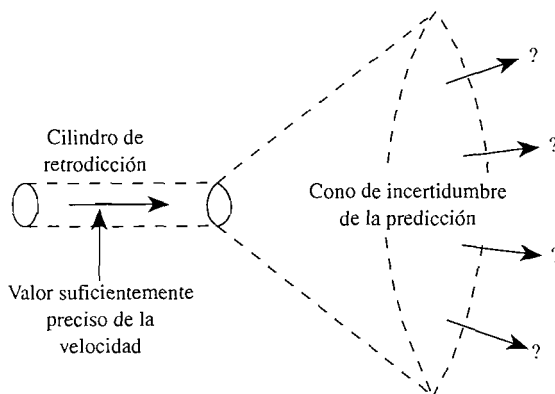 ?
Cilindro de
retrodicción
?
Cono de incertidumbre
de la predicción
?
Valor suficientemente
preciso de la
velocidad
?